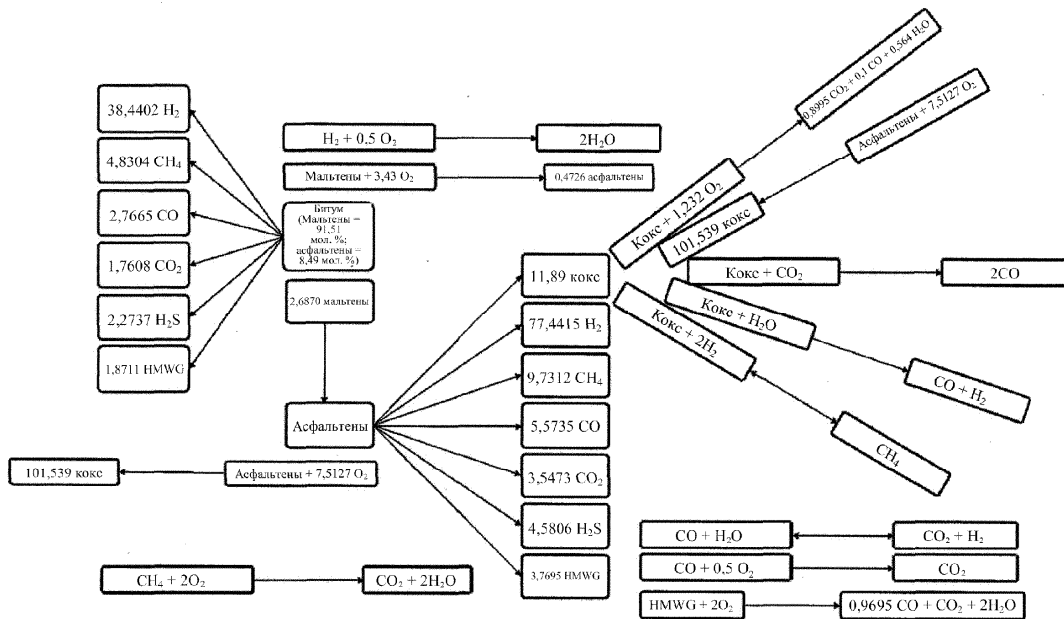 38,4402 H₂
4,8304 CH₄
2,7665 CO
1,7608 CO₂
2,2737 H₂S
1,8711 HMWG
H₂ + 0.5 O₂
2H₂O
Мальтены + 3,43 O₂
0,4726 асфальтены
Битум
(Мальтены =
91,51
мол. %;
асфальтены =
8,49 мол. %)
2,6870 мальтены
Асфальтены
Асфальтены + 7,5127 O₂
101,539 кокс
CH₄ + 2O₂
CO₂ + 2H₂O
11,89 кокс
77,4415 H₂
9,7312 CH₄
5,5735 CO
3,5473 CO₂
4,5806 H₂S
3,7695 HMWG
0,8995 CO₂ + 0,1 CO + 0,564 H₂O
Кокс + 1,232 O₂
Асфальтены + 7,5127 O₂
101,539 кокс
Кокс + CO₂
2CO
Кокс + H₂O
CO + H₂
Кокс + 2H₂
CH₄
CO + H₂O
CO₂ + H₂
CO + 0,5 O₂
CO₂
HMWG + 2O₂
0,9695 CO + CO₂ + 2H₂O